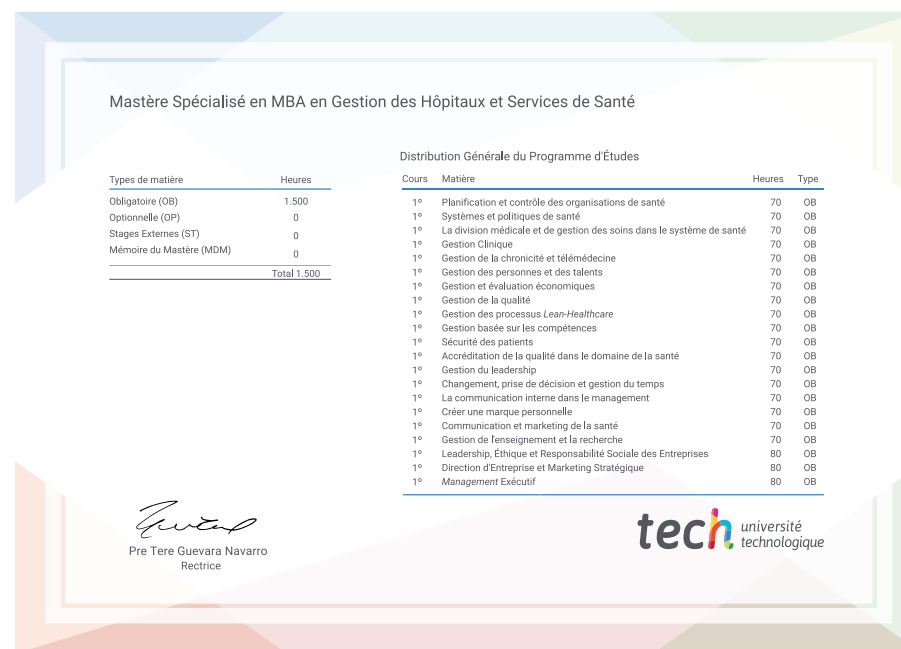 Mastère Spécialisé en MBA en Gestion des Hôpitaux et Services de Santé
Types de matière Heures
Obligatoire (OB) 1.500
Optionnelle (OP) 0
Stages Externes (ST) 0
Mémoire du Mastère (MDM) 0
Total 1.500
Distribution Générale du Programme d'Études
Cours Matière Heures Type
1º Planification et contrôle des organisations de santé 70 OB
1º Systèmes et politiques de santé 70 OB
1º La division médicale et de gestion des soins dans le système de santé 70 OB
1º Gestion Clinique 70 OB
1º Gestion de la chronicité et télémédecine 70 OB
1º Gestion des personnes et des talents 70 OB
1º Gestion et évaluation économiques 70 OB
1º Gestion de la qualité 70 OB
1º Gestion des processus Lean-Healthcare 70 OB
1º Gestion basée sur les compétences 70 OB
1º Sécurité des patients 70 OB
1º Accréditation de la qualité dans le domaine de la santé 70 OB
1º Gestion du leadership 70 OB
1º Changement, prise de décision et gestion du temps 70 OB
1º La communication interne dans le management 70 OB
1º Créer une marque personnelle 70 OB
1º Communication et marketing de la santé 70 OB
1º Gestion de l'enseignement et la recherche 70 OB
1º Leadership, Éthique et Responsabilité Sociale des Entreprises 80 OB
1º Direction d'Entreprise et Marketing Stratégique 80 OB
1º Management Exécutif 80 OB
Pre Tere Guevara Navarro
Rectrice
tech université
technologique